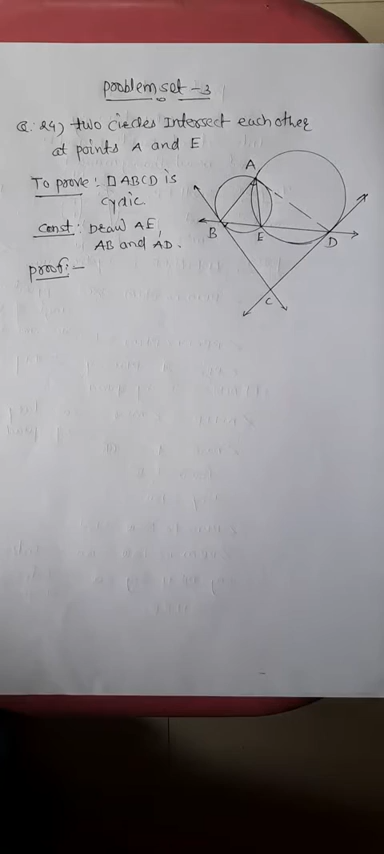 problem set - 3
Q. 24) two circles Intersect each other
at points A and E
To prove : □ ABCD is
cyclic.
const: Draw AE,
AB and AD.
proof :-
A
B
E
D
C